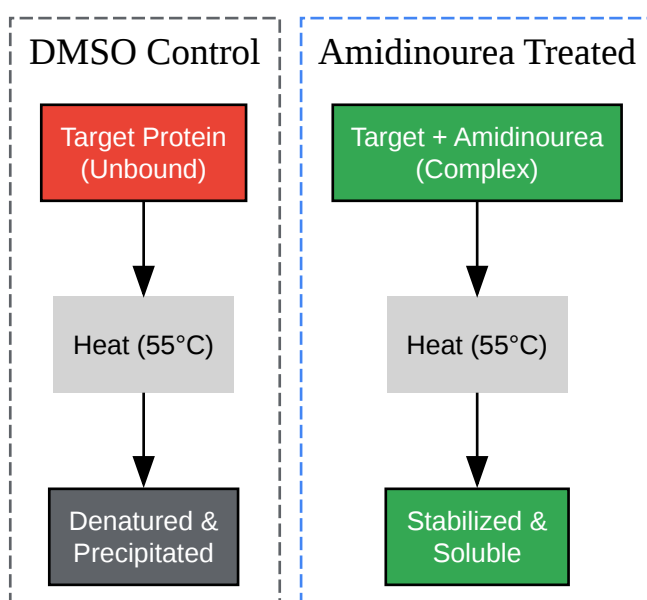 DMSO Control
Target Protein
(Unbound)
Heat (55°C)
Denatured &
Precipitated
Amidinourea Treated
Target + Amidinourea
(Complex)
Heat (55°C)
Stabilized &
Soluble